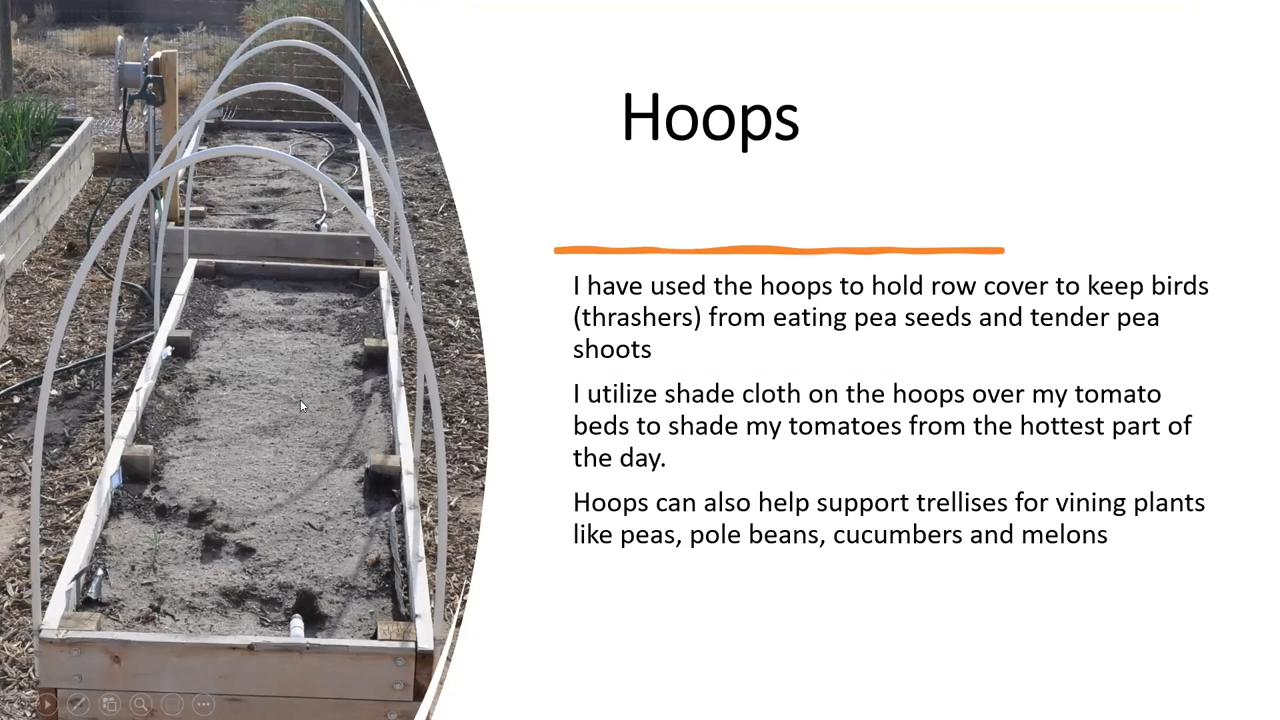 Hoops
I have used the hoops to hold row cover to keep birds
(thrashers) from eating pea seeds and tender pea
shoots
I utilize shade cloth on the hoops over my tomato
beds to shade my tomatoes from the hottest part of
the day.
Hoops can also help support trellises for vining plants
like peas, pole beans, cucumbers and melons